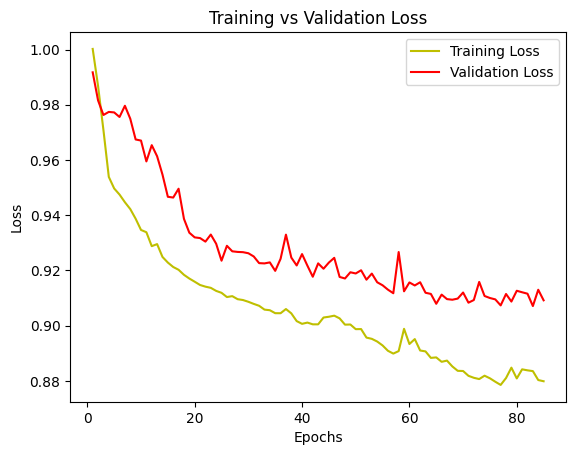 Training vs Validation Loss
1.00
0.98
0.96
0.94
0.92
0.90
0.88
Loss
Training Loss
Validation Loss
0
20
40
60
80
Epochs